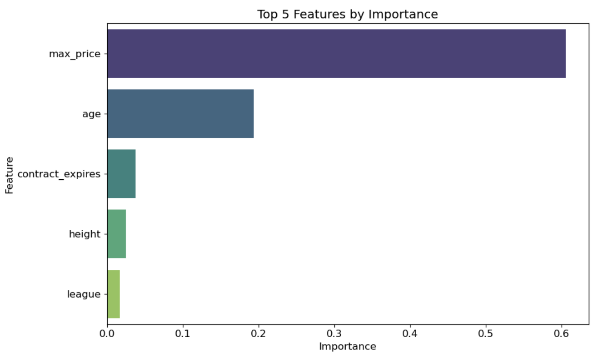 Top 5 Features by Importance
max_price
age
contract_expires
height
league
Feature
0.0 0.1 0.2 0.3 0.4 0.5 0.6
Importance